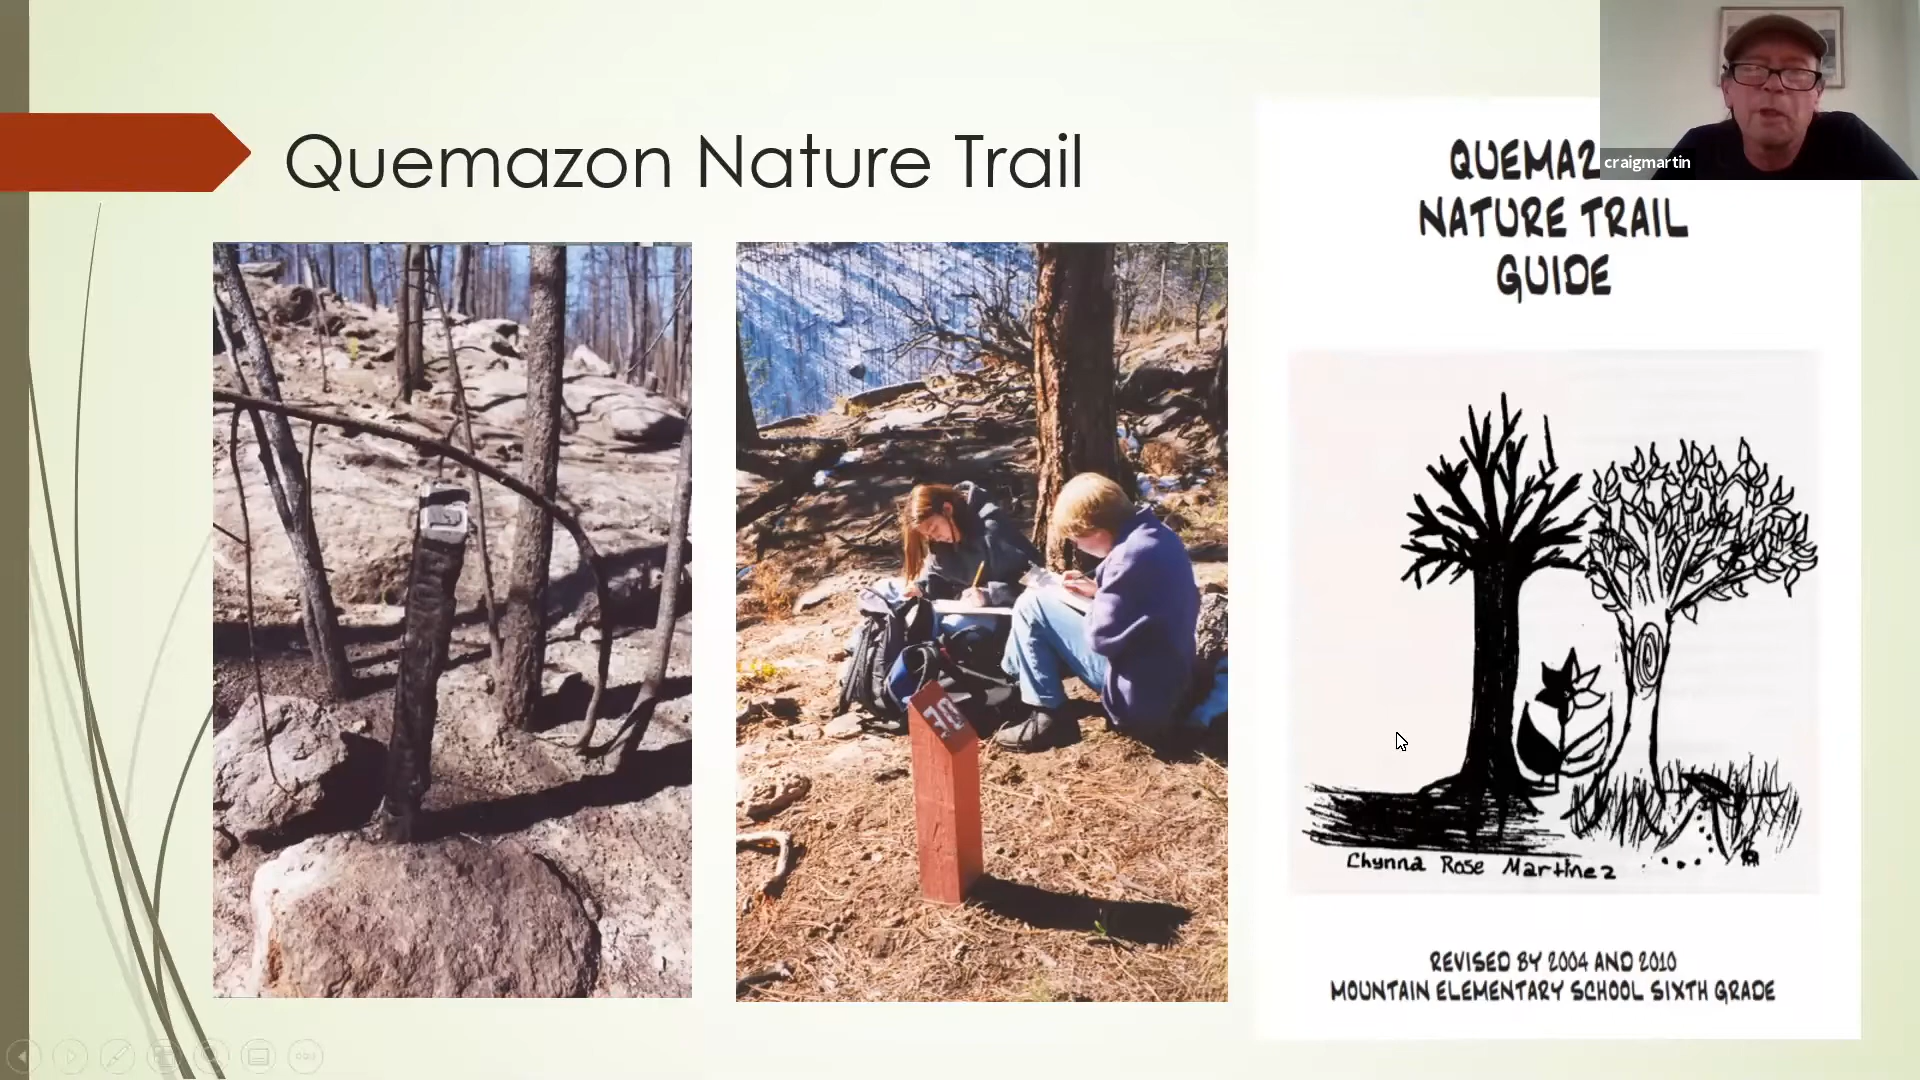 Quemazon Nature Trail
QUEMAZ
NATURE TRAIL
GUIDE
craigmartin
30
Chynna Rose Martinez
REVISED BY 2004 AND 2010
MOUNTAIN ELEMENTARY SCHOOL SIXTH GRADE